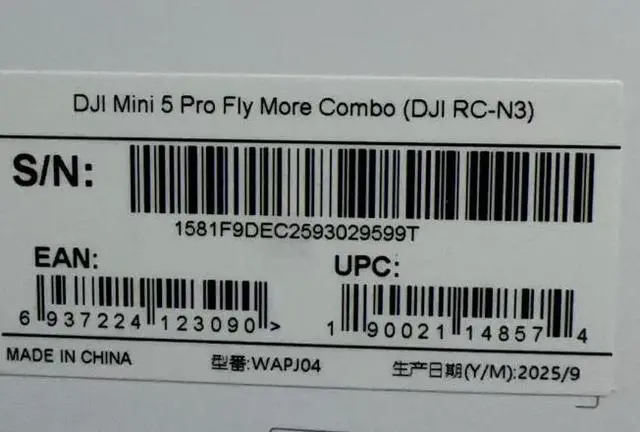 DJI Mini 5 Pro Fly More Combo (DJI RC-N3)
S/N:
1581F9DEC2593029599T
EAN:
6 937224 123090 >
UPC:
1 90021 14857 4
MADE IN CHINA
型番:WAPJ04
生产日期(Y/M):2025/9